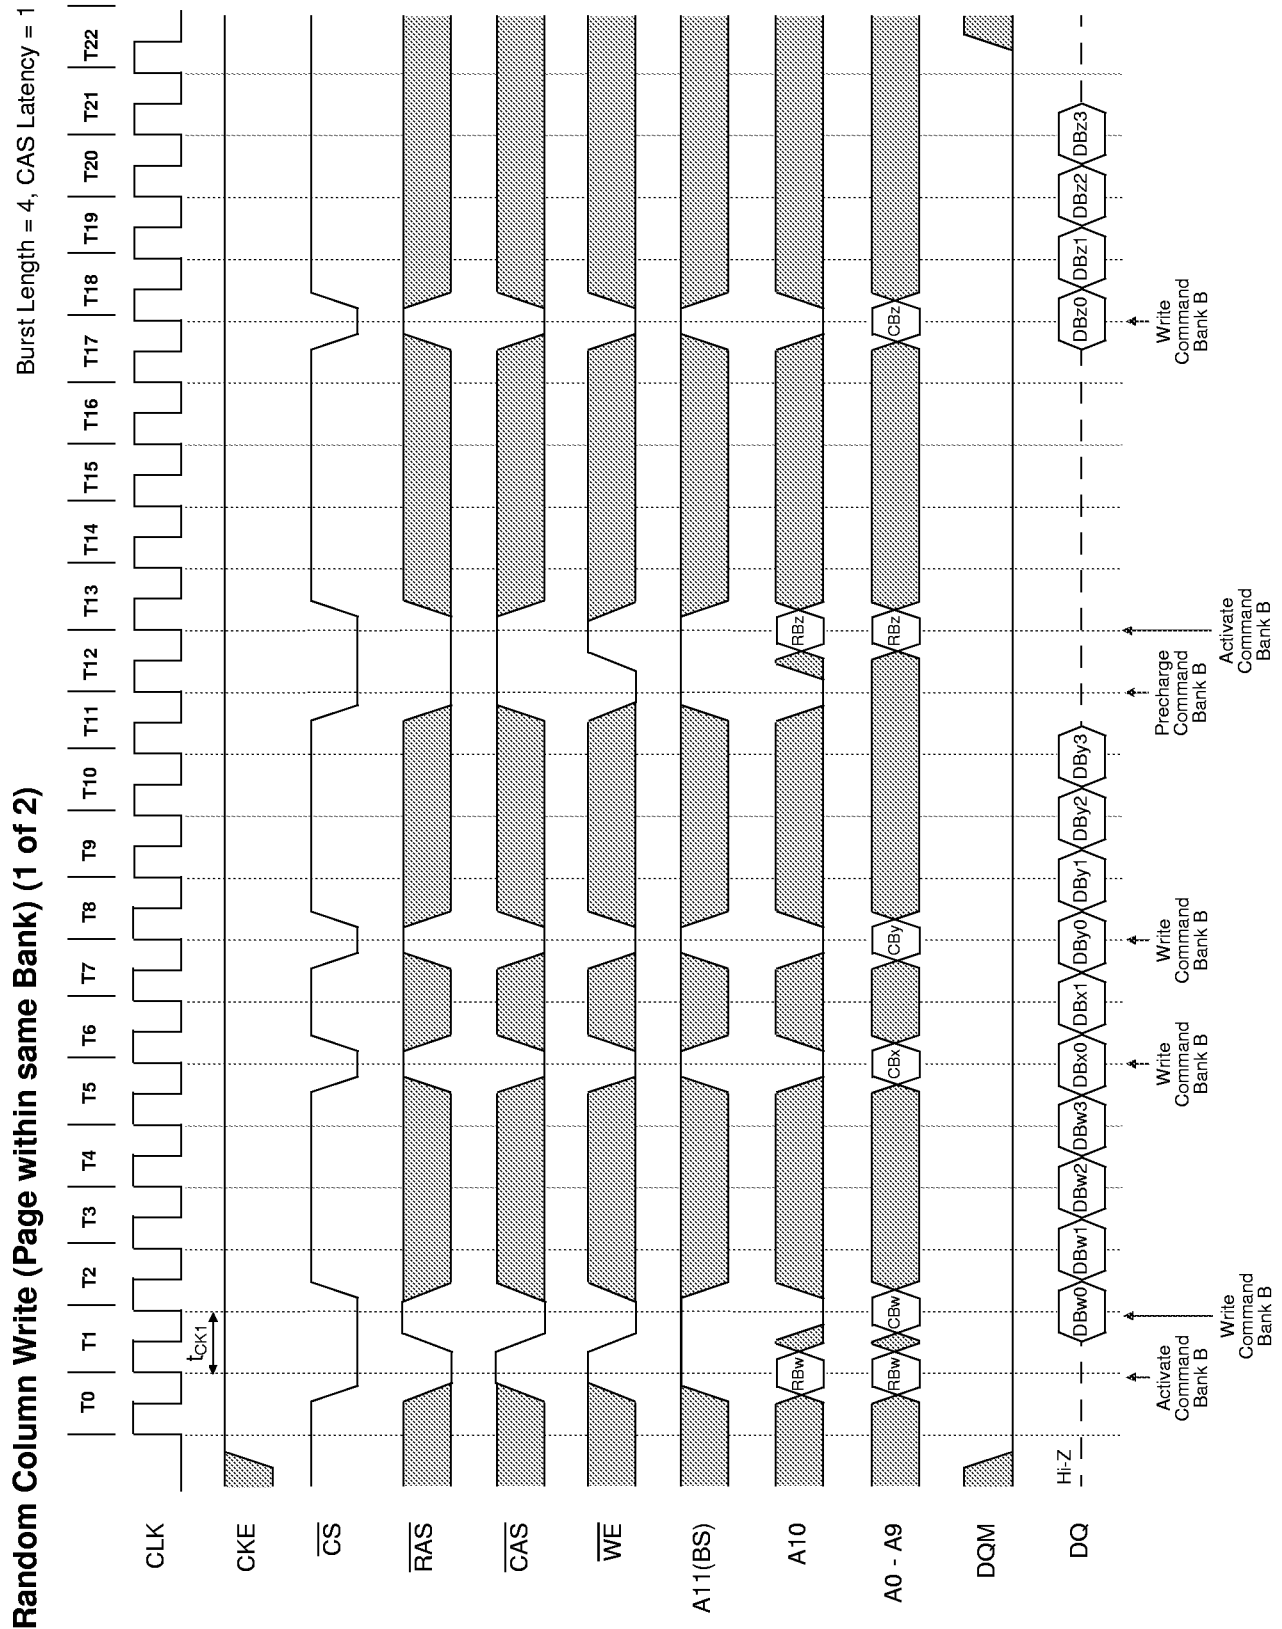 Random Column Write (Page within same Bank) (1 of 2)
Burst Length = 4, CAS Latency = 1
T0 T1 T2 T3 T4 T5 T6 T7 T8 T9 T10 T11 T12 T13 T14 T15 T16 T17 T18 T19 T20 T21 T22
CLK
tCK1
CKE
CS
RAS
CAS
WE
A11(BS)
A10
RBw RBz
A0 - A9
RBw CBw CBx CBy RBz CBz
DQM
DQ
Hi-Z
DBw0 DBw1 DBw2 DBw3 DBx0 DBx1 DBy0 DBy1 DBy2 DBy3 DBz0 DBz1 DBz2 DBz3
Activate
Command
Bank B
Write
Command
Bank B
Write
Command
Bank B
Write
Command
Bank B
Precharge
Command
Bank B
Activate
Command
Bank B
Write
Command
Bank B